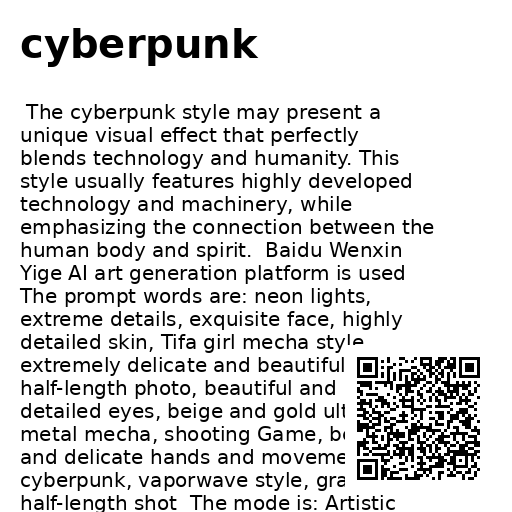 cyberpunk
The cyberpunk style may present a
unique visual effect that perfectly
blends technology and humanity. This
style usually features highly developed
technology and machinery, while
emphasizing the connection between the
human body and spirit.  Baidu Wenxin
Yige AI art generation platform is used
The prompt words are: neon lights,
extreme details, exquisite face, highly
detailed skin, Tifa girl mecha style
extremely delicate and beautiful
half-length photo, beautiful and
detailed eyes, beige and gold
metal mecha, shooting Game,
and delicate hands and
cyberpunk, vaporwave style,
half-length shot  The mode is: Artistic